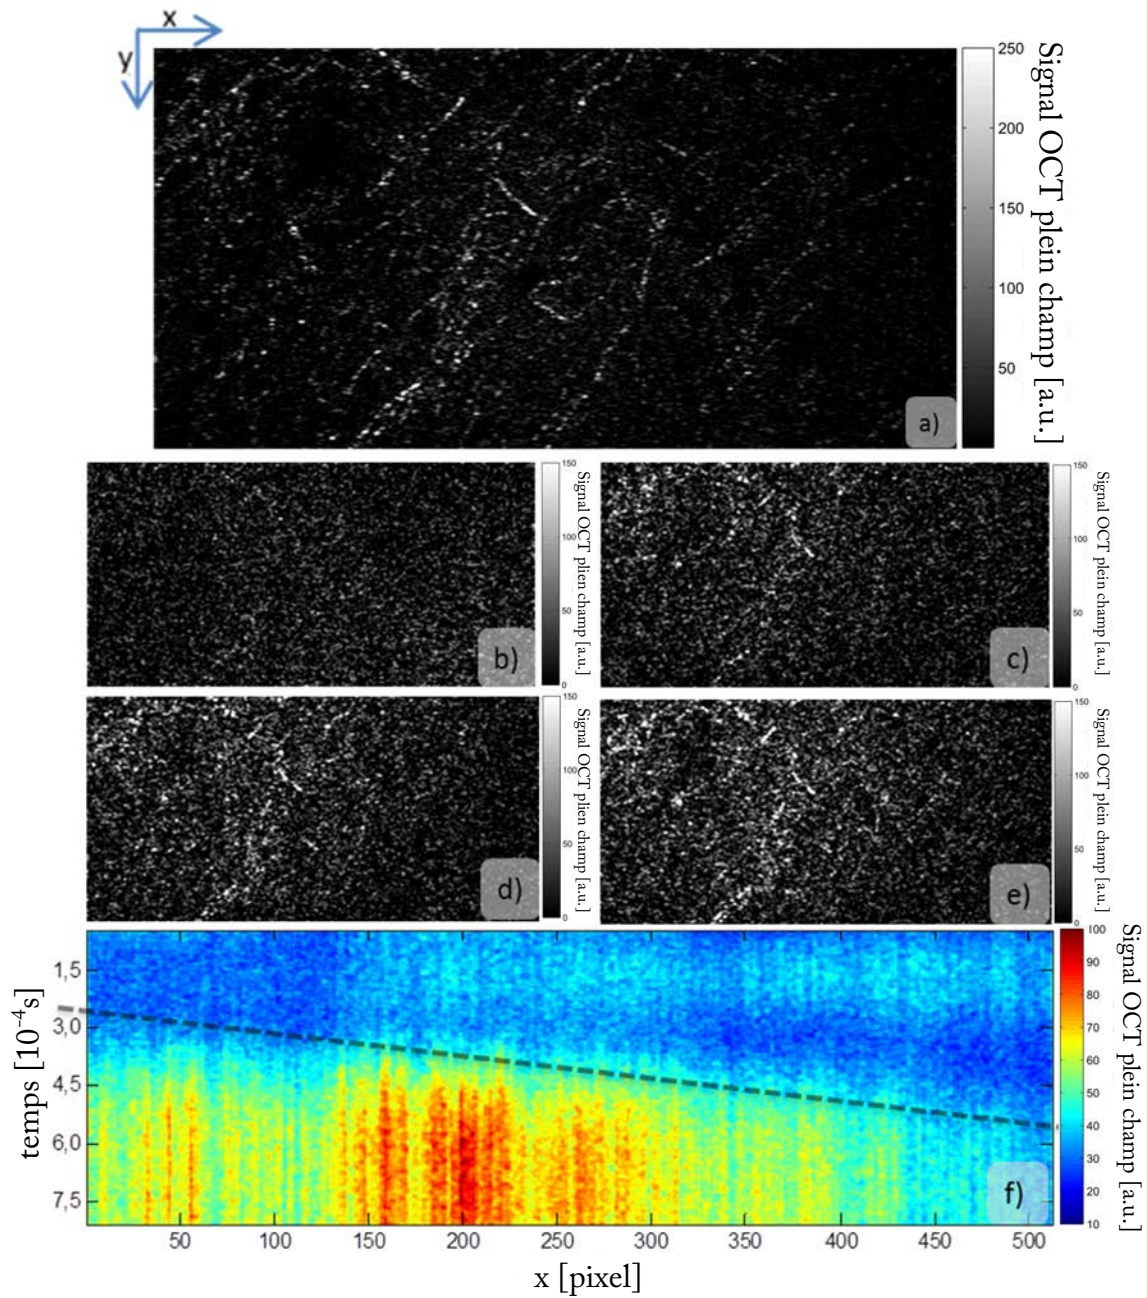 x
y
250
200
150
100
50
Signal OCT plein champ [a.u.]
a)
150
100
50
0
Signal OCT plien champ [a.u.]
b)
150
100
50
0
Signal OCT plein champ [a.u.]
c)
150
100
50
0
Signal OCT plien champ [a.u.]
d)
150
100
50
0
Signal OCT plein champ [a.u.]
e)
temps [10⁻⁴s]
1,5
3,0
4,5
6,0
7,5
f)
100
90
80
70
60
50
40
30
20
10
Signal OCT plein champ [a.u.]
50 100 150 200 250 300 350 400 450 500
x [pixel]